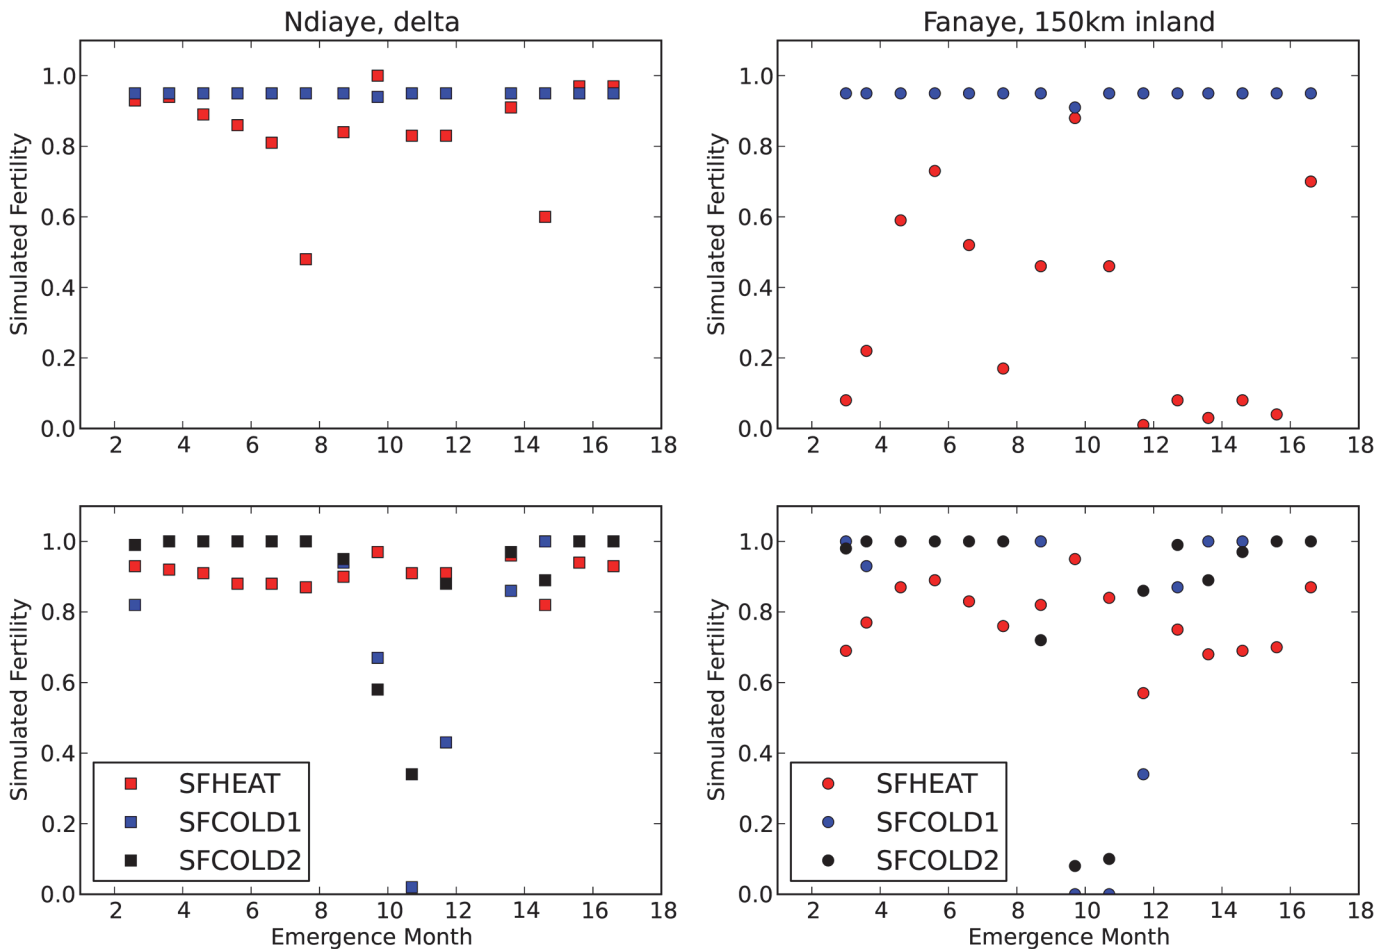 Ndiaye, delta
Fanaye, 150km inland
Simulated Fertility
1.0
0.8
0.6
0.4
0.2
0.0
2 4 6 8 10 12 14 16 18
Simulated Fertility
1.0
0.8
0.6
0.4
0.2
0.0
2 4 6 8 10 12 14 16 18
Simulated Fertility
1.0
0.8
0.6
0.4
0.2
0.0
SFHEAT
SFCOLD1
SFCOLD2
2 4 6 8 10 12 14 16 18
Emergence Month
Simulated Fertility
1.0
0.8
0.6
0.4
0.2
0.0
SFHEAT
SFCOLD1
SFCOLD2
2 4 6 8 10 12 14 16 18
Emergence Month